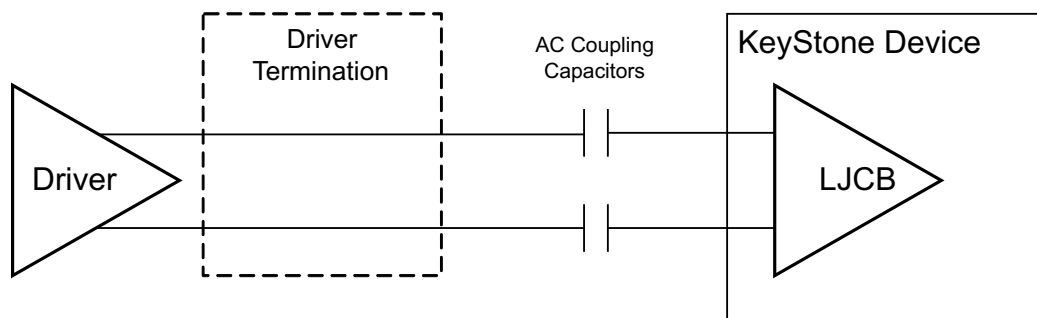 Driver
Termination
AC Coupling
Capacitors
KeyStone Device
Driver
LJCB